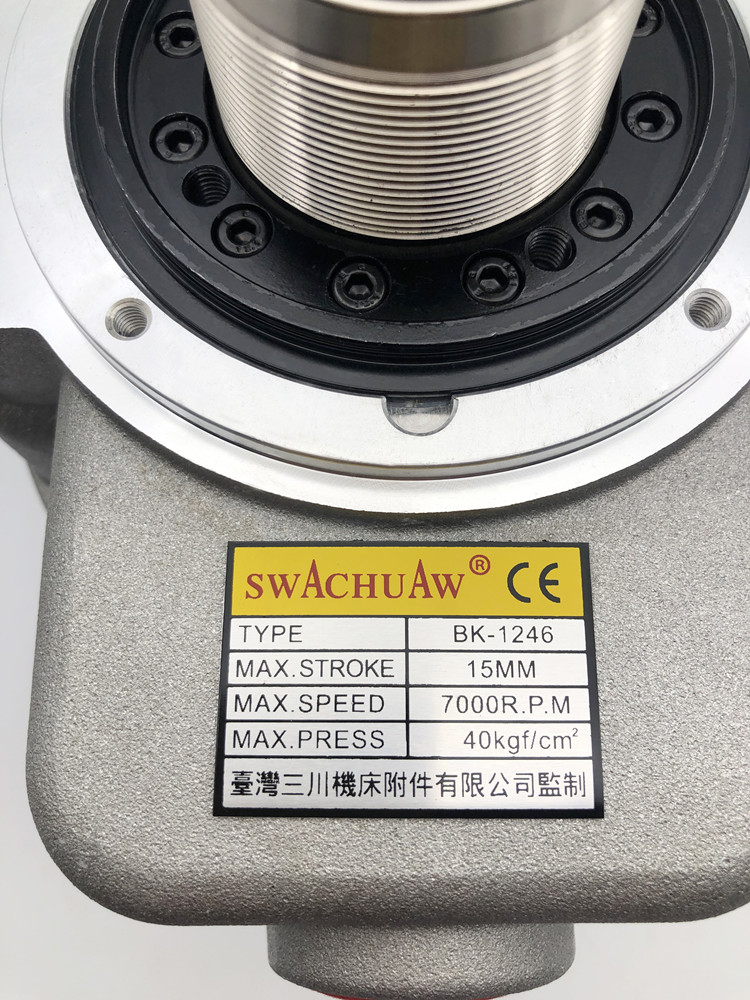 SWACHUAW® CE
TYPE BK-1246
MAX.STROKE 15MM
MAX.SPEED 7000R.P.M
MAX.PRESS 40kgf/cm²
臺灣三川機床附件有限公司監制